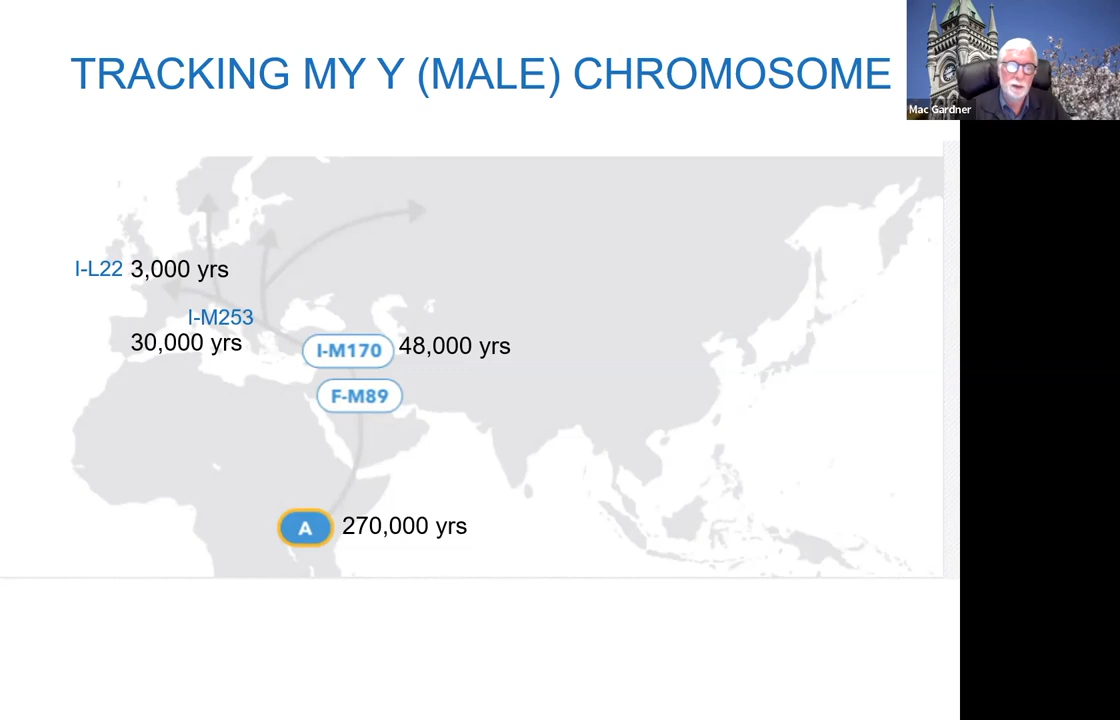 TRACKING MY Y (MALE) CHROMOSOME
Mac Gardner
I-L22 3,000 yrs
I-M253
30,000 yrs
I-M170 48,000 yrs
F-M89
A 270,000 yrs